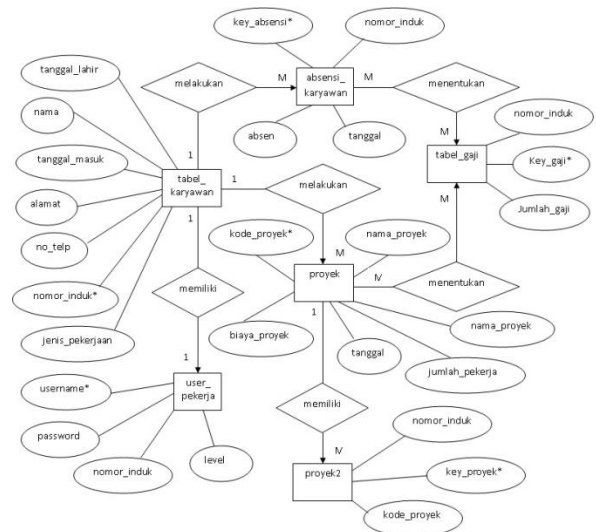 key_absensi*
nomor_induk
tanggal_lahir
melakukan
M
absensi_
karyawan
M
menentukan
nama
absen
tanggal
nomor_induk
M
tabel_gaji
Key_gaji*
tanggal_masuk
1
1
tabel_
karyawan
melakukan
M
Jumlah_gaji
alamat
1
kode_proyek*
nama_proyek
no_telp
M
proyek
M
menentukan
nomor_induk*
memiliki
biaya_proyek
1
nama_proyek
jenis_pekerjaan
tanggal
1
jumlah_pekerja
username*
user_
pekerja
memiliki
password
nomor_induk
level
nomor_induk
M
proyek2
key_proyek*
kode_proyek